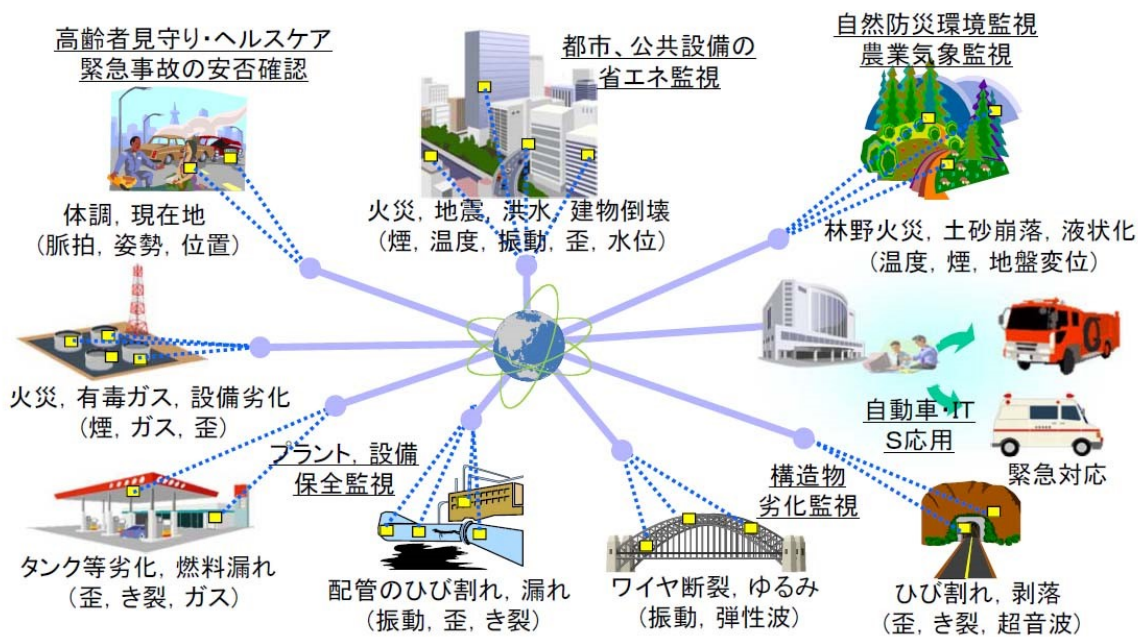 高齢者見守り・ヘルスケア
緊急事故の安否確認
体調, 現在地
(脈拍, 姿勢, 位置)
都市、公共設備の
省エネ監視
火災, 地震, 洪水, 建物倒壊
(煙, 温度, 振動, 歪, 水位)
自然防災環境監視
農業気象監視
林野火災, 土砂崩落, 液状化
(温度, 煙, 地盤変位)
火災, 有毒ガス, 設備劣化
(煙, ガス, 歪)
自動車・IT
S応用
緊急対応
プラント, 設備
保全監視
タンク等劣化, 燃料漏れ
(歪, き裂, ガス)
配管のひび割れ, 漏れ
(振動, 歪, き裂)
構造物
劣化監視
ワイヤ断裂, ゆるみ
(振動, 弾性波)
ひび割れ, 剥落
(歪, き裂, 超音波)